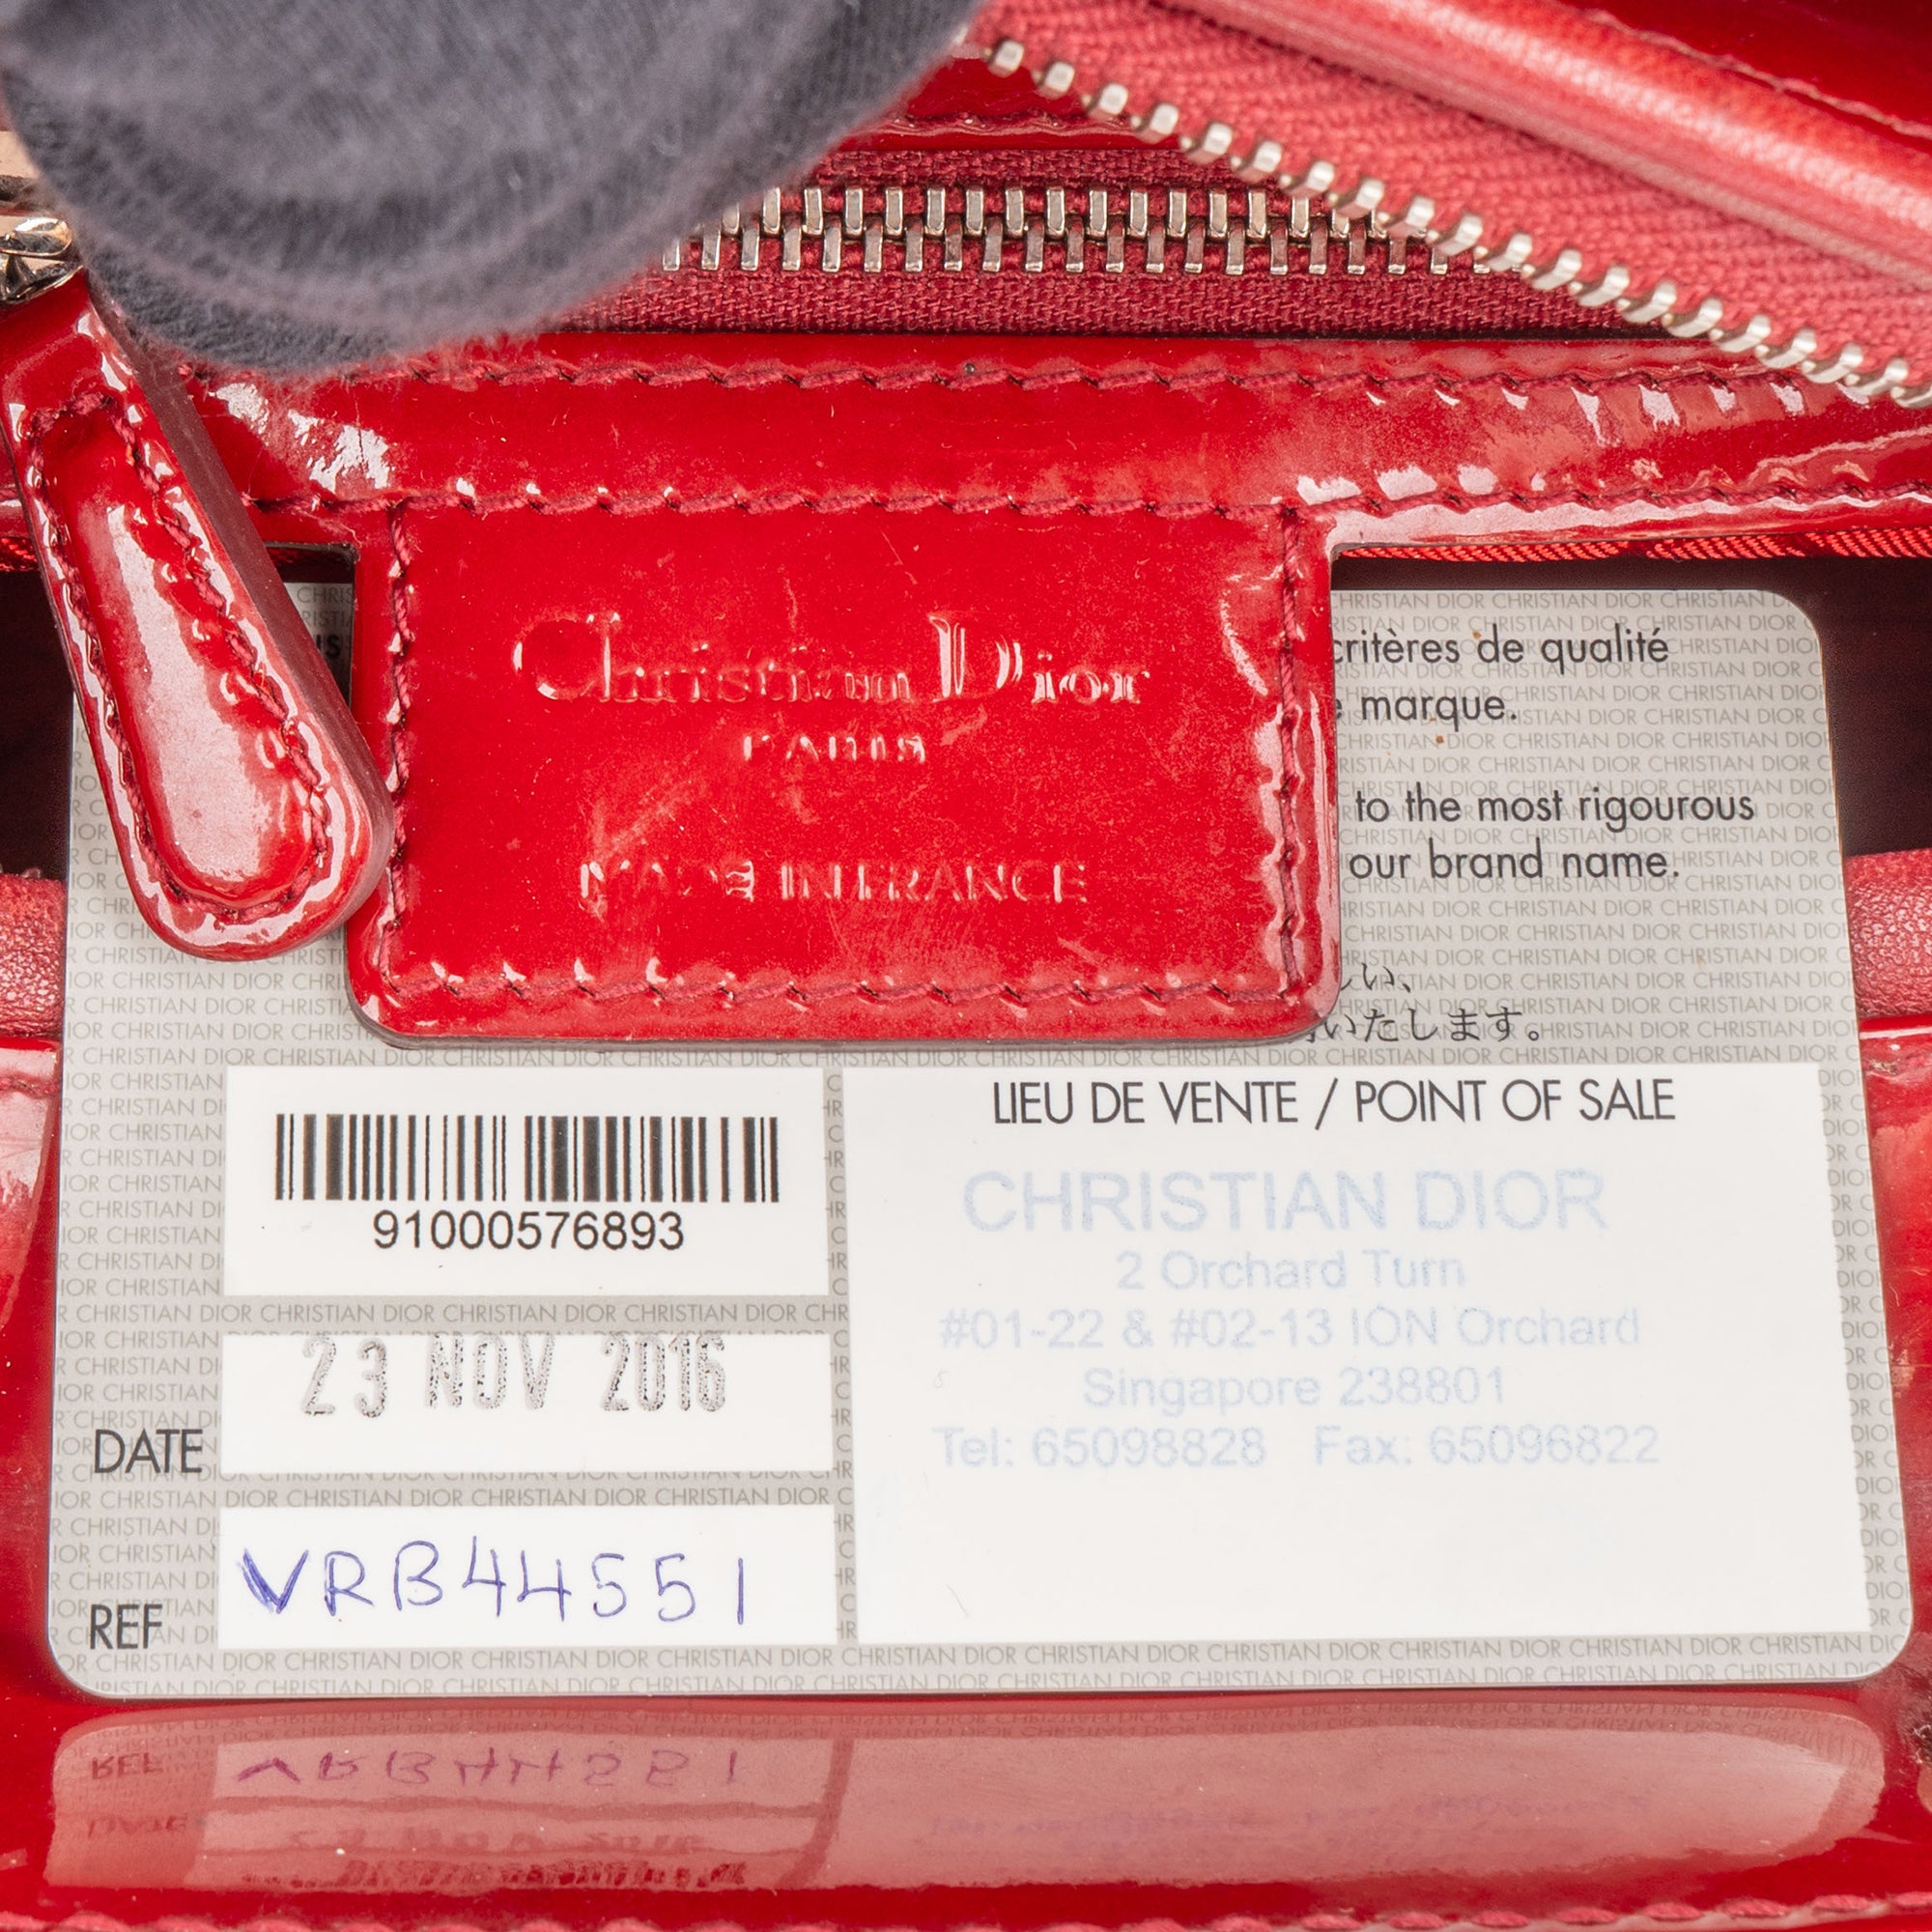 Christian Dior
PARIS
MADE IN FRANCE
critères de qualité
marque.
to the most rigourous
our brand name.
しい、
いたします。
91000576893
23 NOV 2016
DATE
VRB44551
REF
LIEU DE VENTE / POINT OF SALE
CHRISTIAN DIOR
2 Orchard Turn
#01-22 & #02-13 ION Orchard
Singapore 238801
Tel: 65098828 Fax: 65096822